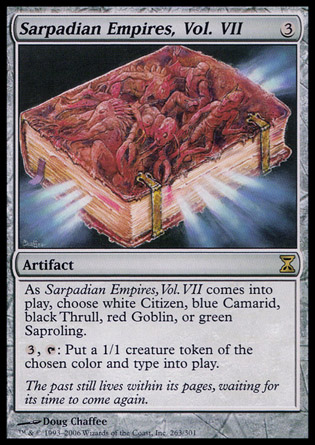 Sarpadian Empires, Vol. VII 3
Artifact
As Sarpadian Empires, Vol. VII comes into
play, choose white Citizen, blue Camarid,
black Thrull, red Goblin, or green
Saproling.
3, : Put a 1/1 creature token of the
chosen color and type into play.
The past still lives within its pages, waiting for
its time to come again.
Doug Chaffee
™ & © 1993–2006 Wizards of the Coast, Inc. 263/301